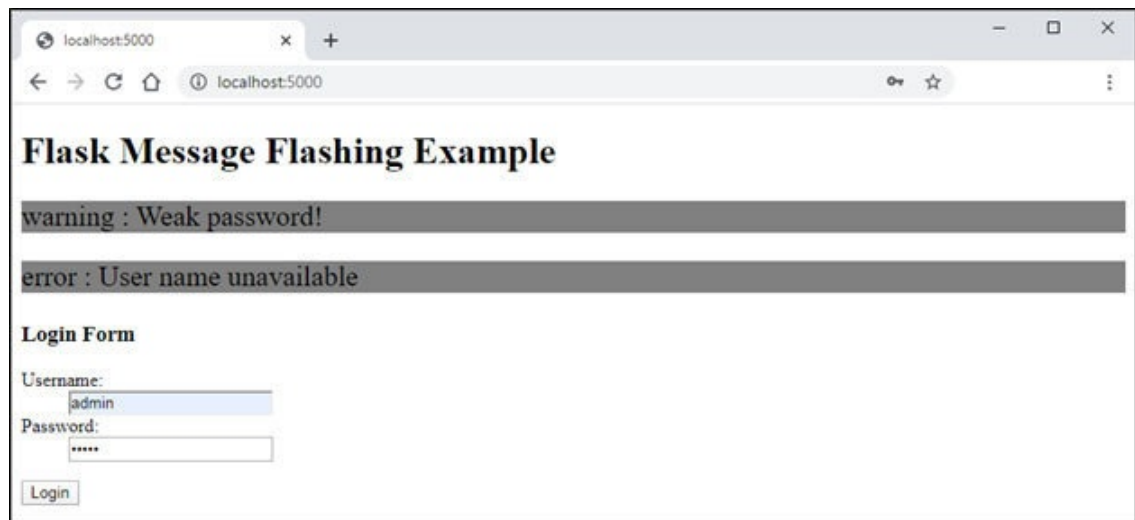 localhost:5000
localhost:5000
Flask Message Flashing Example
warning : Weak password!
error : User name unavailable
Login Form
Username:
admin
Password:
•••••
Login